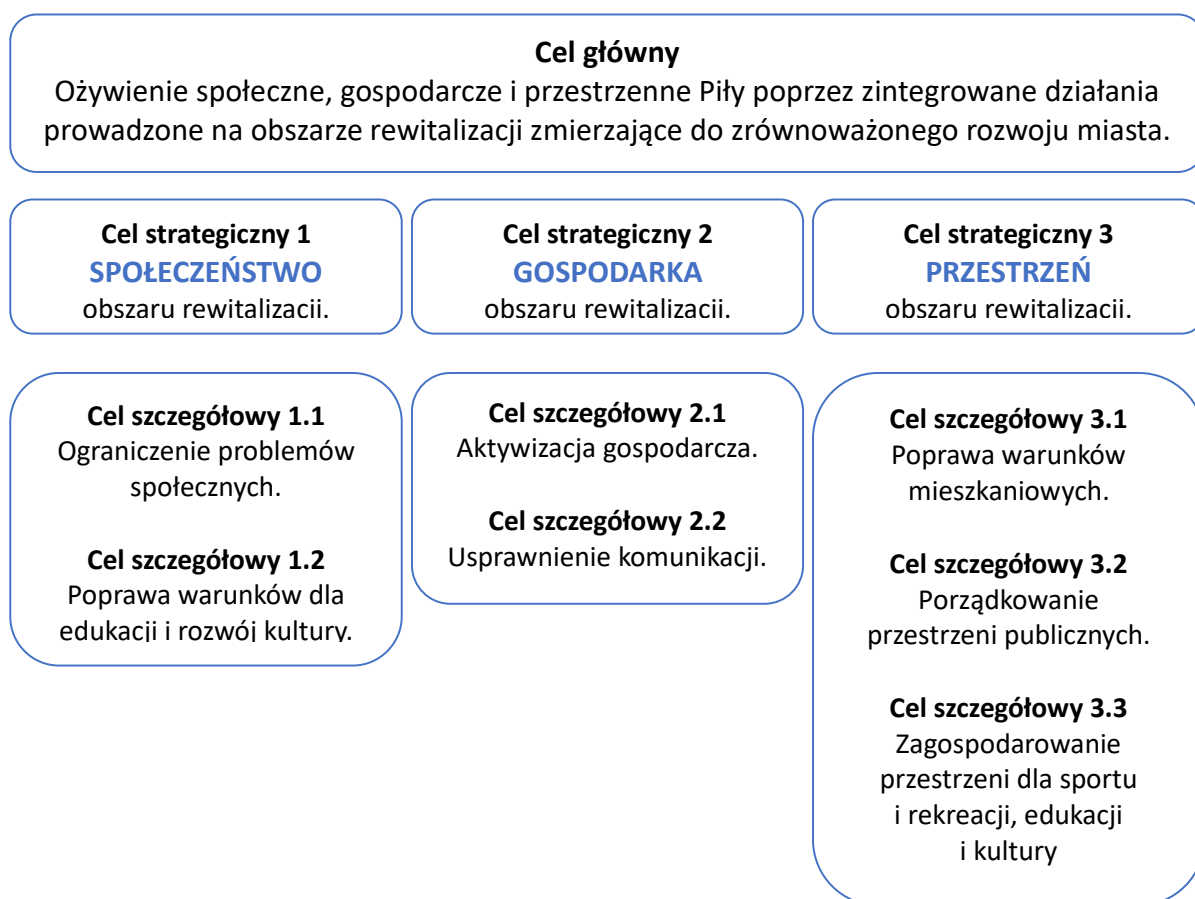 Cel główny
Ożywienie społeczne, gospodarcze i przestrzenne Piły poprzez zintegrowane działania
prowadzone na obszarze rewitalizacji zmierzające do zrównoważonego rozwoju miasta.
Cel strategiczny 1
SPOŁECZEŃSTWO
obszaru rewitalizacii.
Cel strategiczny 2
GOSPODARKA
obszaru rewitalizacii.
Cel strategiczny 3
PRZESTRZEŃ
obszaru rewitalizacii.
Cel szczegółowy 1.1
Ograniczenie problemów
społecznych.
Cel szczegółowy 1.2
Poprawa warunków dla
edukacji i rozwój kultury.
Cel szczegółowy 2.1
Aktywizacja gospodarcza.
Cel szczegółowy 2.2
Usprawnienie komunikacji.
Cel szczegółowy 3.1
Poprawa warunków
mieszkaniowych.
Cel szczegółowy 3.2
Porządkowanie
przestrzeni publicznych.
Cel szczegółowy 3.3
Zagospodarowanie
przestrzeni dla sportu
i rekreacji, edukacji
i kultury